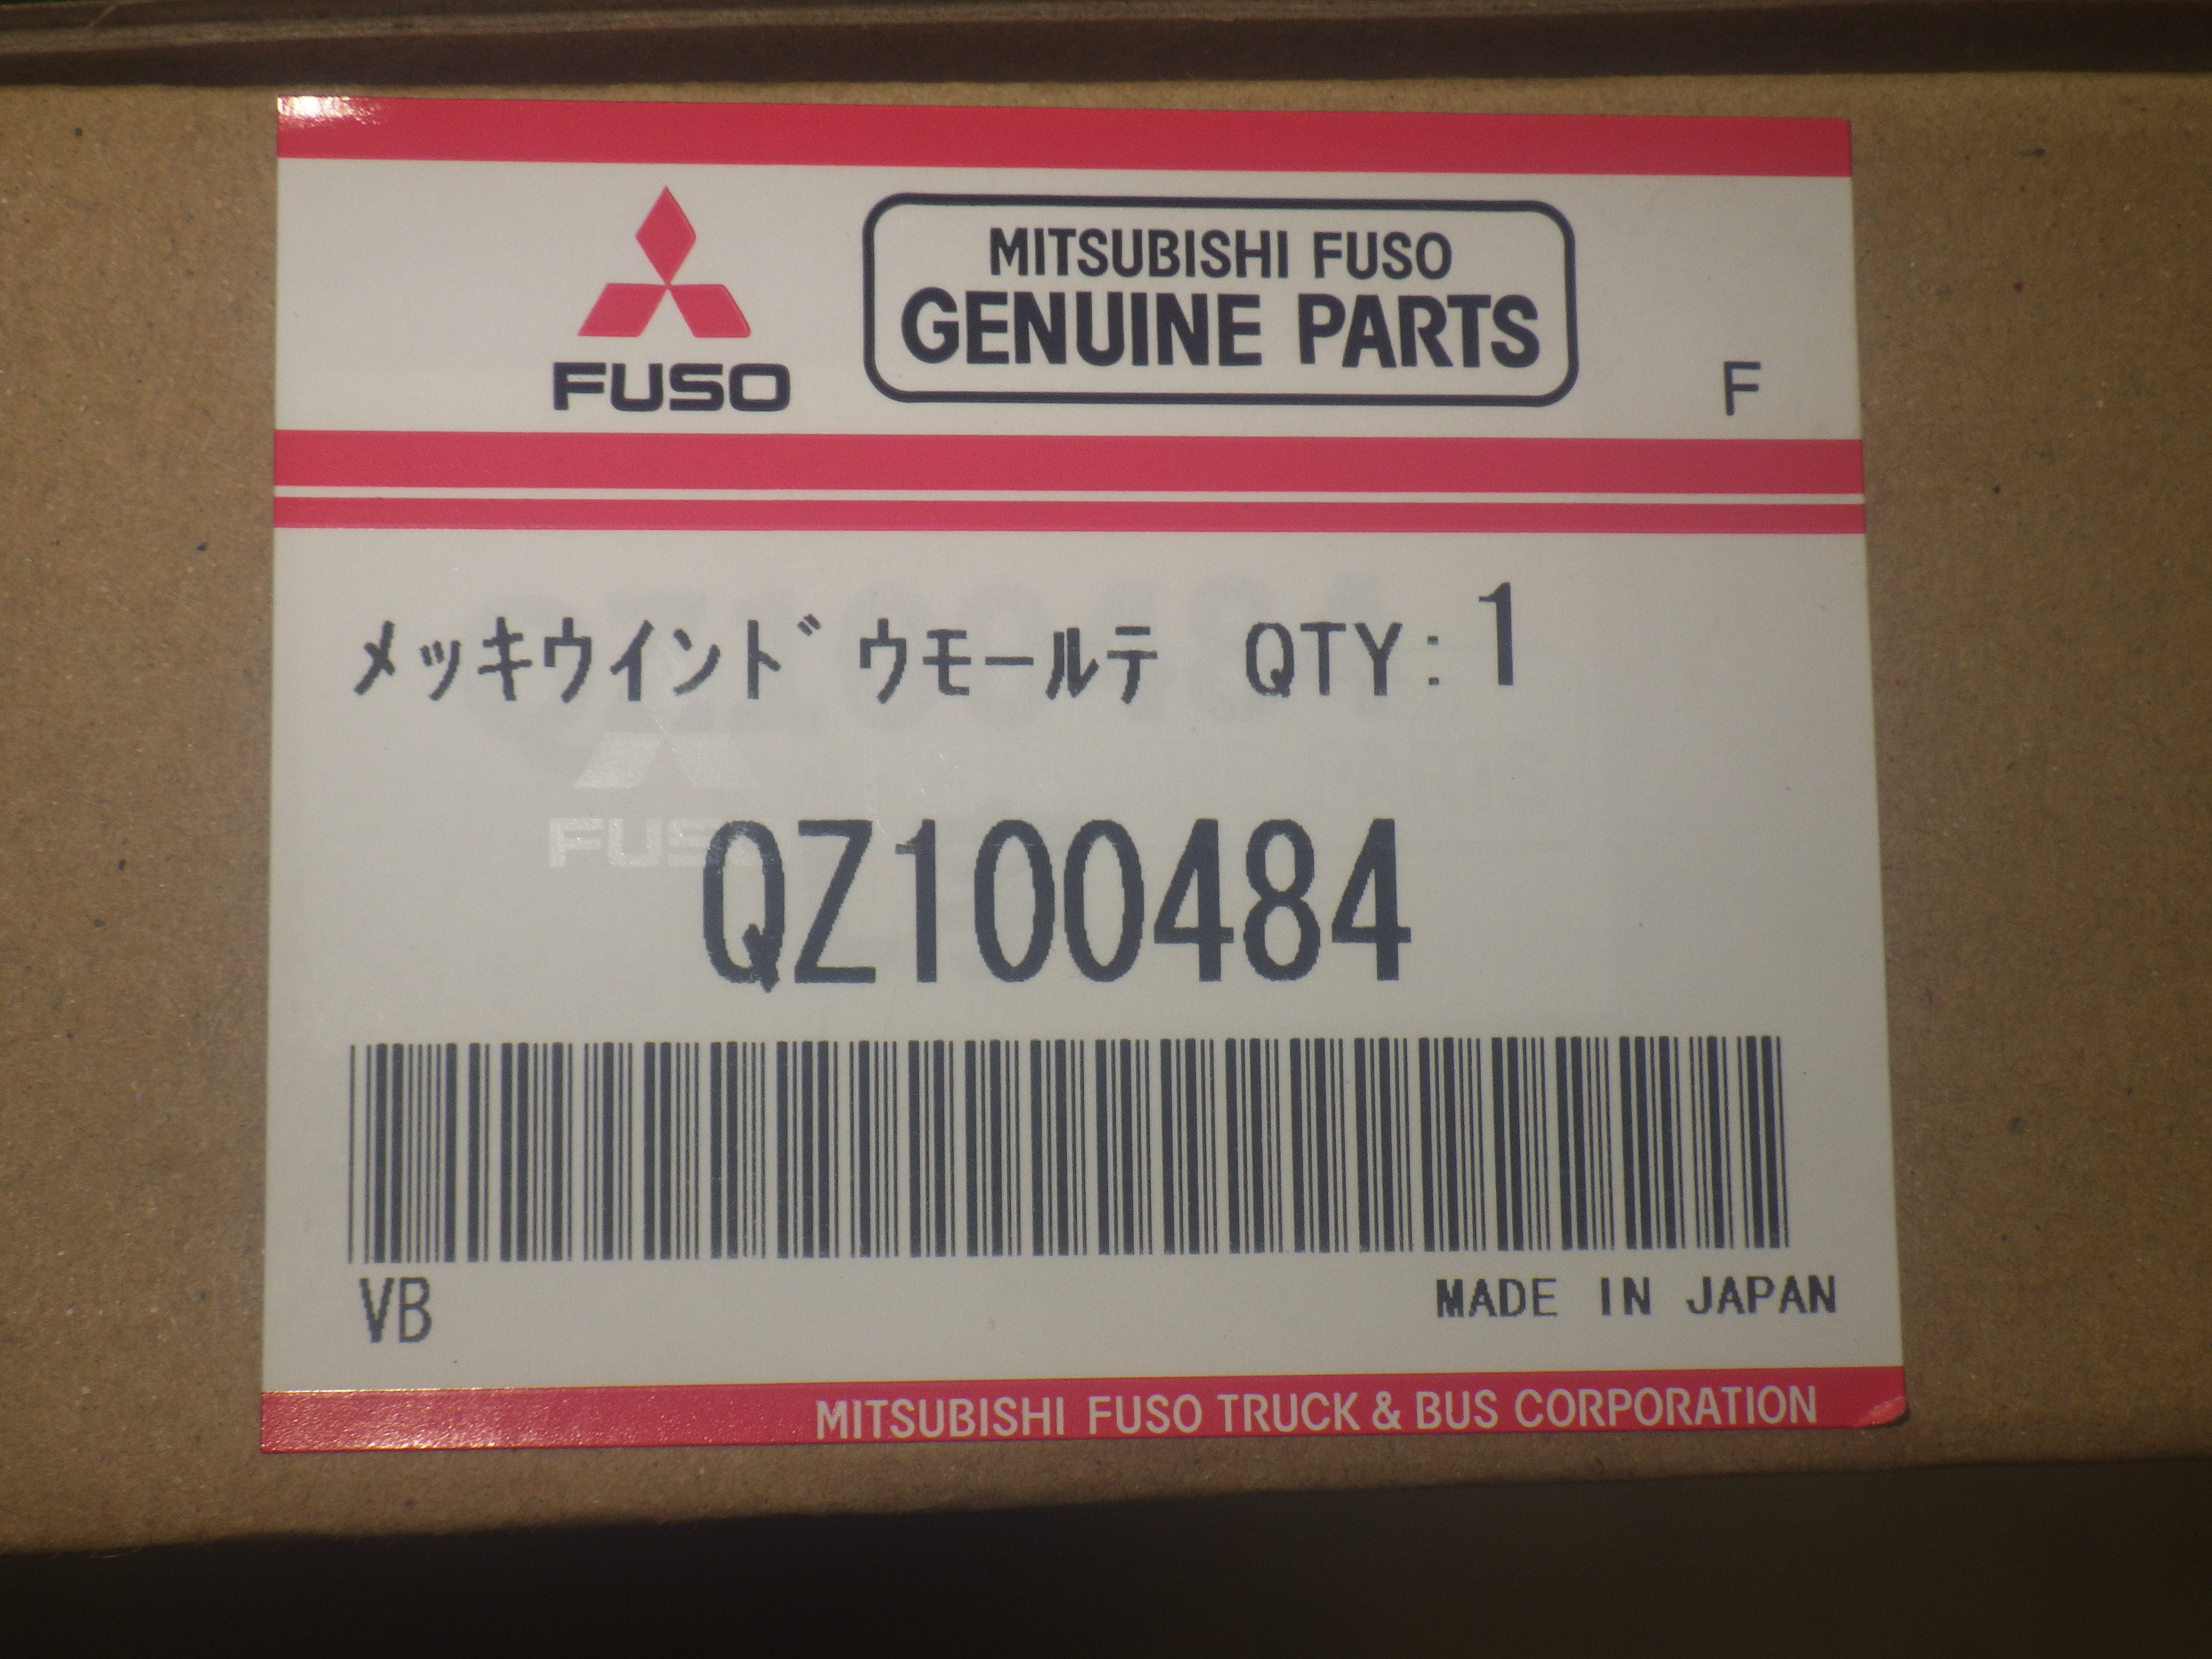 MITSUBISHI FUSO
GENUINE PARTS
FUSO
F
メッキウインドウモールテ QTY: 1
FUSO
QZ100484
VB
MADE IN JAPAN
MITSUBISHI FUSO TRUCK & BUS CORPORATION